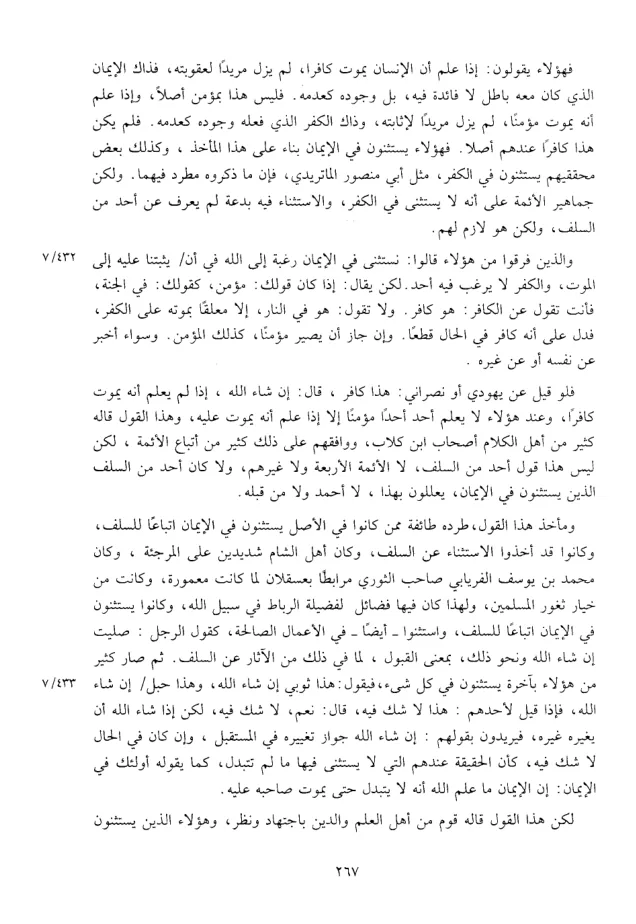 فهؤلاء يقولون: إذا علم أن الإنسان يموت كافرا، لم يزل مريدًا لعقوبته، فذاك الإيمان
الذي كان معه باطل لا فائدة فيه، بل وجوده كعدمه. فليس هذا بمؤمن أصلاً، وإذا علم
أنه يموت مؤمنًا، لم يزل مريدًا لإثابته، وذاك الكفر الذي فعله وجوده كعدمه. فلم يكن
هذا كافرًا عندهم أصلا. فهؤلاء يستثنون في الإيمان بناء على هذا المأخذ، وكذلك بعض
محققيهم يستثنون في الكفر، مثل أبي منصور الماتريدي، فإن ما ذكروه مطرد فيهما. ولكن
جماهير الأئمة على أنه لا يستثنى في الكفر، والاستثناء فيه بدعة لم يعرف عن أحد من
السلف، ولكن هو لازم لهم.
والذين فرقوا من هؤلاء قالوا: نستثنى في الإيمان رغبة إلى الله في أن/ يثبتنا عليه إلى ٧/٤٣٢
الموت، والكفر لا يرغب فيه أحد.لكن يقال: إذا كان قولك: مؤمن، كقولك: في الجنة،
فأنت تقول عن الكافر: هو كافر. ولا تقول: هو في النار، إلا معلقًا بموته على الكفر،
فدل على أنه كافر في الحال قطعًا. وإن جاز أن يصير مؤمنًا، كذلك المؤمن. وسواء أخبر
عن نفسه أو عن غيره .
فلو قيل عن يهودي أو نصراني: هذا كافر ، قال: إن شاء الله ، إذا لم يعلم أنه يموت
كافرًا، وعند هؤلاء لا يعلم أحد أحدًا مؤمنًا إلا إذا علم أنه يموت عليه، وهذا القول قاله
كثير من أهل الكلام أصحاب ابن كلاب، ووافقهم على ذلك كثير من أتباع الأئمة ، لكن
ليس هذا قول أحد من السلف، لا الأئمة الأربعة ولا غيرهم، ولا كان أحد من السلف
الذين يستثنون في الإيمان، يعللون بهذا ، لا أحمد ولا من قبله.
ومأخذ هذا القول، طرده طائفة ممن كانوا في الأصل يستثنون في الإيمان اتباعًا للسلف،
وكانوا قد أخذوا الاستثناء عن السلف، وكان أهل الشام شديدين على المرجئة ، وكان
محمد بن يوسف الفريابي صاحب الثوري مرابطًا بعسقلان لما كانت معمورة، وكانت من
خيار ثغور المسلمين، ولهذا كان فيها فضائل لفضيلة الرباط في سبيل الله، وكانوا يستثنون
في الإيمان اتباعًا للسلف، واستثنوا ـ أيضًا ـ في الأعمال الصالحة، كقول الرجل : صليت
إن شاء الله ونحو ذلك، بمعنى القبول ، لما في ذلك من الآثار عن السلف. ثم صار كثير
من هؤلاء بآخرة يستثنون في كل شيء، فيقول:هذا ثوبي إن شاء الله، وهذا حبل/ إن شاء ٧/٤٣٣
الله، فإذا قيل لأحدهم : هذا لا شك فيه، قال: نعم، لا شك فيه، لكن إذا شاء الله أن
يغيره غيره، فيريدون بقولهم : إن شاء الله جواز تغييره في المستقبل ، وإن كان في الحال
لا شك فيه، كأن الحقيقة عندهم التي لا يستثنى فيها ما لم تتبدل، كما يقوله أولئك في
الإيمان: إن الإيمان ما علم الله أنه لا يتبدل حتى يموت صاحبه عليه.
لكن هذا القول قاله قوم من أهل العلم والدين باجتهاد ونظر، وهؤلاء الذين يستثنون
٢٦٧